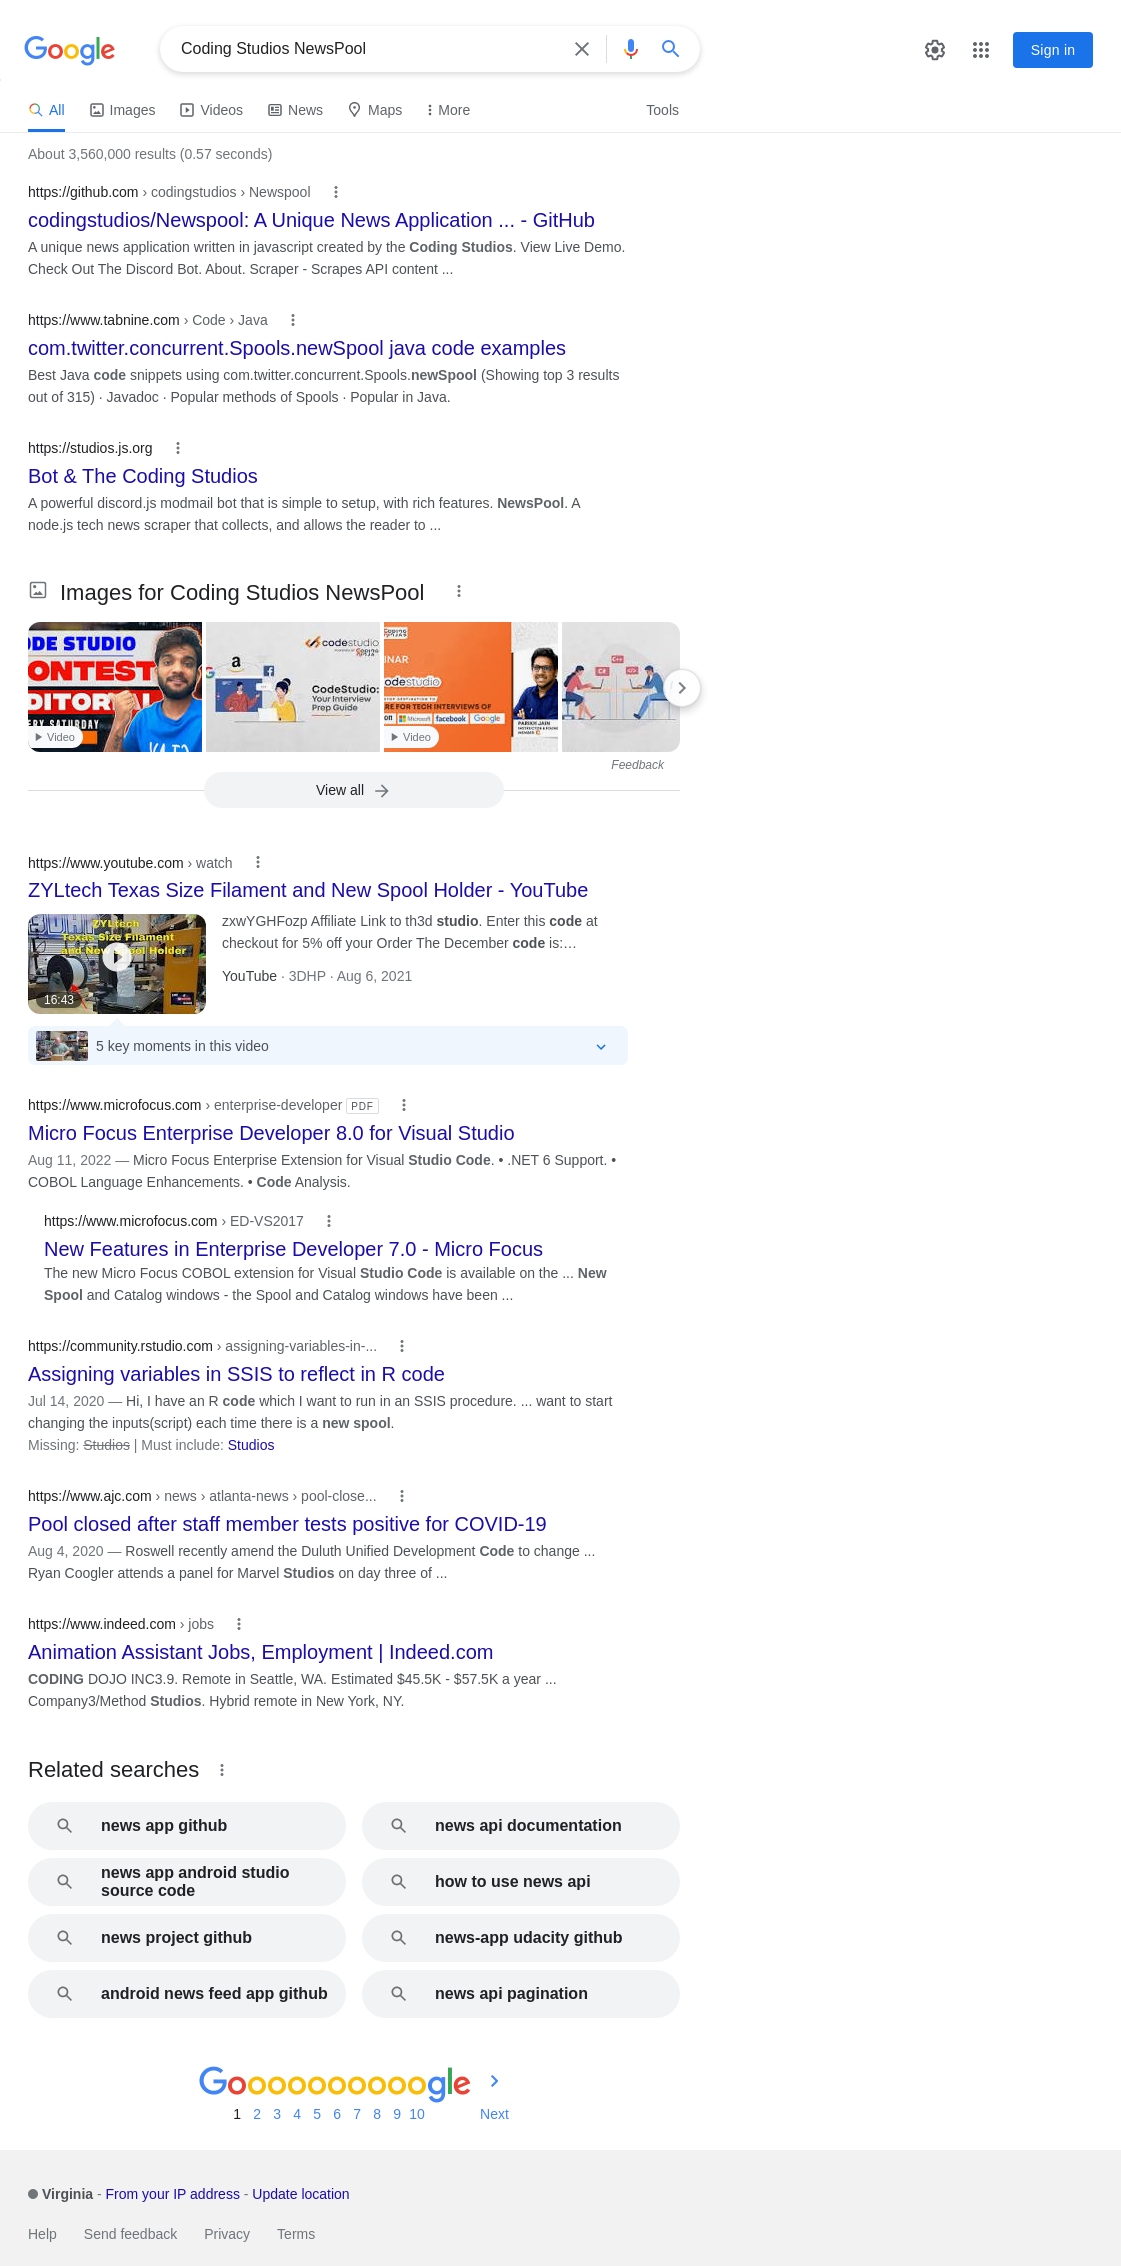 Google
Coding Studios NewsPool
Sign in
All
Images
Videos
News
Maps
More
Tools
About 3,560,000 results (0.57 seconds)
https://github.com › codingstudios › Newspool
codingstudios/Newspool: A Unique News Application ... - GitHub
A unique news application written in javascript created by the Coding Studios. View Live Demo.
Check Out The Discord Bot. About. Scraper - Scrapes API content ...
https://www.tabnine.com › Code › Java
com.twitter.concurrent.Spools.newSpool java code examples
Best Java code snippets using com.twitter.concurrent.Spools.newSpool (Showing top 3 results
out of 315) · Javadoc · Popular methods of Spools · Popular in Java.
https://studios.js.org
Bot & The Coding Studios
A powerful discord.js modmail bot that is simple to setup, with rich features. NewsPool. A
node.js tech news scraper that collects, and allows the reader to ...
Images for Coding Studios NewsPool
ODE STUDIO
ONTEST
DITORIAL
ERY SATURDAY
Video
codestudio
CodeStudio:
Your Interview
Prep Guide
INAR
odestudio
RE FOR TECH INTERVIEWS OF
Microsoft
facebook
Google
PARIKH JAIN
Video
C++
C#
Feedback
View all
https://www.youtube.com › watch
ZYLtech Texas Size Filament and New Spool Holder - YouTube
ZYLtech
Texas Size Filament
and New Spool Holder
16:43
zxwYGHFozp Affiliate Link to th3d studio. Enter this code at
checkout for 5% off your Order The December code is:...
YouTube · 3DHP · Aug 6, 2021
5 key moments in this video
https://www.microfocus.com › enterprise-developer PDF
Micro Focus Enterprise Developer 8.0 for Visual Studio
Aug 11, 2022 — Micro Focus Enterprise Extension for Visual Studio Code. • .NET 6 Support. •
COBOL Language Enhancements. • Code Analysis.
https://www.microfocus.com › ED-VS2017
New Features in Enterprise Developer 7.0 - Micro Focus
The new Micro Focus COBOL extension for Visual Studio Code is available on the ... New
Spool and Catalog windows - the Spool and Catalog windows have been ...
https://community.rstudio.com › assigning-variables-in-...
Assigning variables in SSIS to reflect in R code
Jul 14, 2020 — Hi, I have an R code which I want to run in an SSIS procedure. ... want to start
changing the inputs(script) each time there is a new spool.
Missing: Studios | Must include: Studios
https://www.ajc.com › news › atlanta-news › pool-close...
Pool closed after staff member tests positive for COVID-19
Aug 4, 2020 — Roswell recently amend the Duluth Unified Development Code to change ...
Ryan Coogler attends a panel for Marvel Studios on day three of ...
https://www.indeed.com › jobs
Animation Assistant Jobs, Employment | Indeed.com
CODING DOJO INC3.9. Remote in Seattle, WA. Estimated $45.5K - $57.5K a year ...
Company3/Method Studios. Hybrid remote in New York, NY.
Related searches
news app github
news api documentation
news app android studio
source code
how to use news api
news project github
news-app udacity github
android news feed app github
news api pagination
Goooooooooogle
1 2 3 4 5 6 7 8 9 10 Next
Virginia - From your IP address - Update location
Help Send feedback Privacy Terms